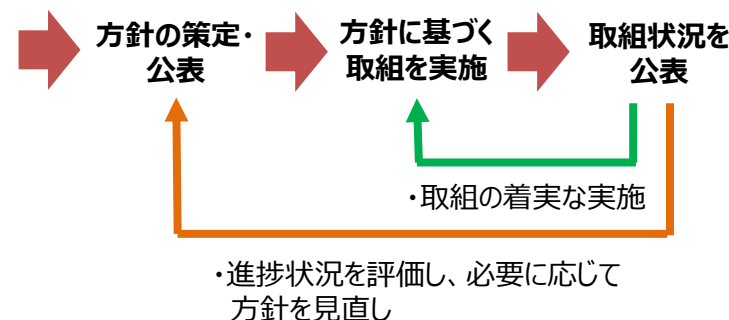 方針の策定・
公表
方針に基づく
取組を実施
取組状況を
公表
・取組の着実な実施
・進捗状況を評価し、必要に応じて
方針を見直し